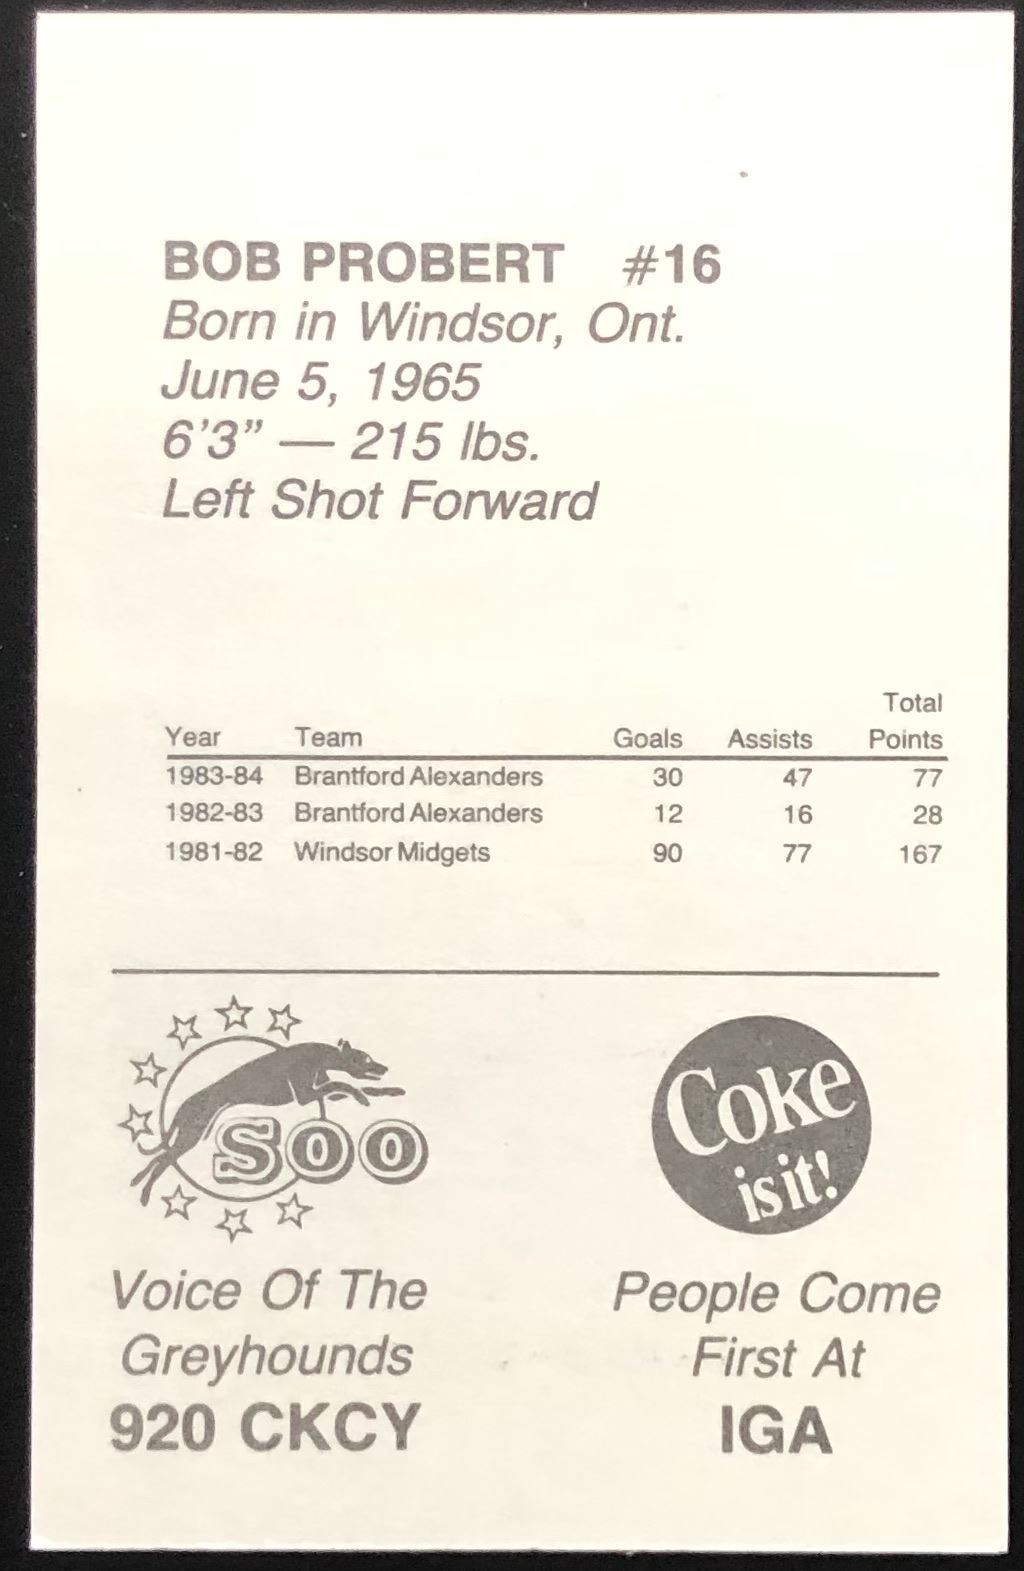 BOB PROBERT #16
Born in Windsor, Ont.
June 5, 1965
6'3" — 215 lbs.
Left Shot Forward
Year Team Goals Assists Total Points
1983-84 Brantford Alexanders 30 47 77
1982-83 Brantford Alexanders 12 16 28
1981-82 Windsor Midgets 90 77 167
SOO
Voice Of The
Greyhounds
920 CKCY
Coke
is it!
People Come
First At
IGA